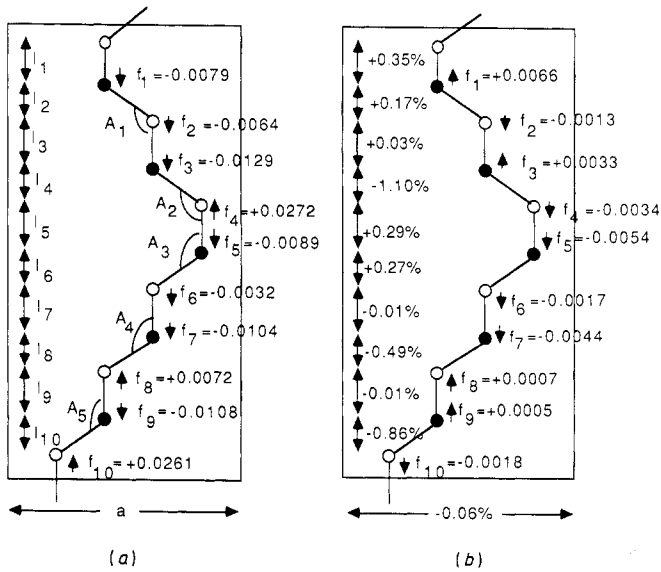 l1
f1=-0.0079
l2
A1
f2=-0.0064
l3
f3=-0.0129
l4
A2
f4=+0.0272
l5
A3
f5=-0.0089
l6
f6=-0.0032
l7
A4
f7=-0.0104
l8
f8=+0.0072
l9
A5
f9=-0.0108
l10
f10=+0.0261
a
(a)
+0.35%
f1=+0.0066
+0.17%
f2=-0.0013
+0.03%
f3=+0.0033
-1.10%
f4=-0.0034
+0.29%
f5=-0.0054
+0.27%
f6=-0.0017
-0.01%
f7=-0.0044
-0.49%
f8=+0.0007
-0.01%
f9=+0.0005
-0.86%
f10=-0.0018
-0.06%
(b)